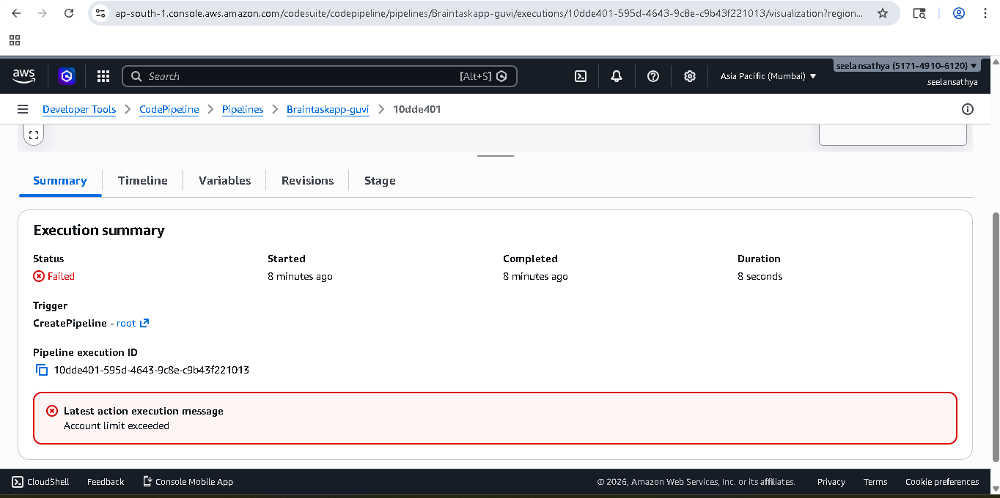 ap-south-1.console.aws.amazon.com/codesuite/codepipeline/pipelines/Braintaskapp-guvi/executions/10dde401-595d-4643-9c8e-c9b43f221013/visualization?region...
aws Search [Alt+S] Asia Pacific (Mumbai) seelansathya (5171-4910-6120)
seelansathya
Developer Tools CodePipeline Pipelines Braintaskapp-guvi 10dde401
Summary Timeline Variables Revisions Stage
Execution summary
Status Started Completed Duration
Failed 8 minutes ago 8 minutes ago 8 seconds
Trigger
CreatePipeline - root
Pipeline execution ID
10dde401-595d-4643-9c8e-c9b43f221013
Latest action execution message
Account limit exceeded
CloudShell Feedback Console Mobile App © 2026, Amazon Web Services, Inc. or its affiliates. Privacy Terms Cookie preferences